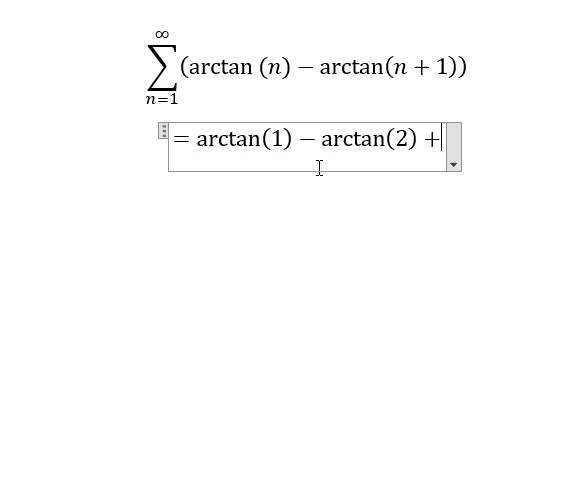 ∞
∑(arctan (n) − arctan(n + 1))
n=1
= arctan(1) − arctan(2) +